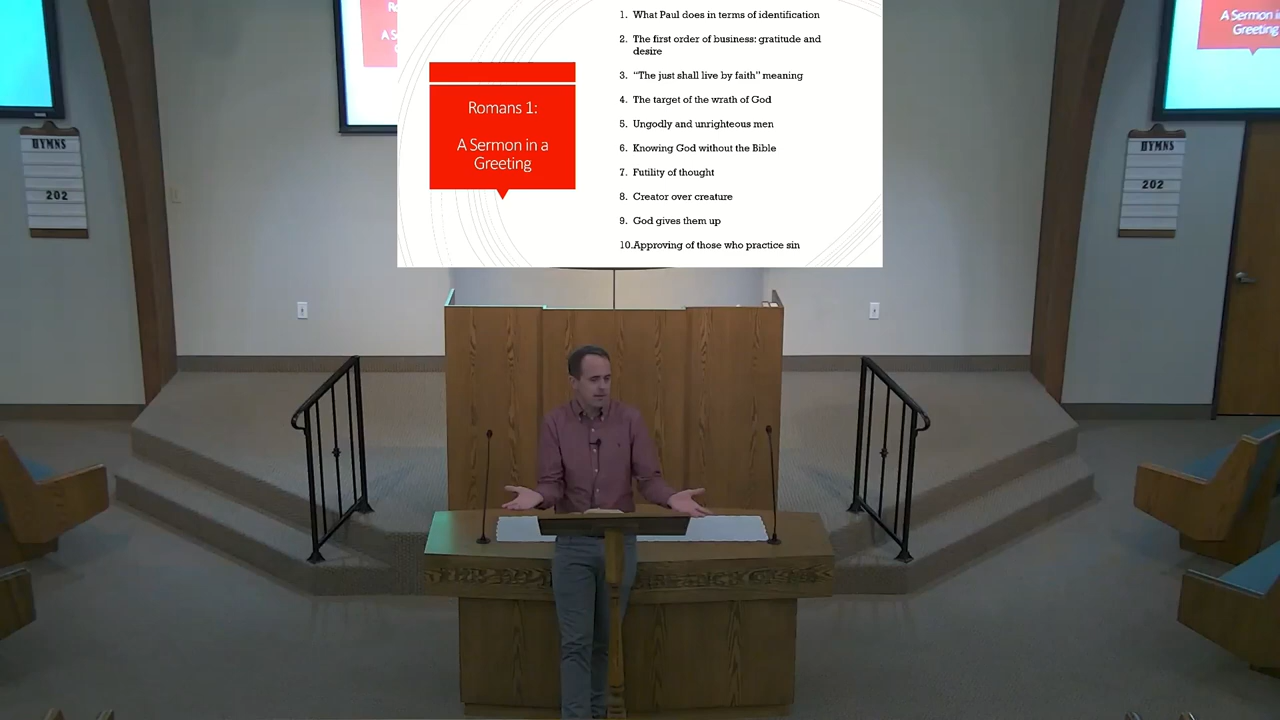 Romans 1:
A Sermon in a
Greeting
1. What Paul does in terms of identification
2. The first order of business: gratitude and
desire
3. “The just shall live by faith” meaning
4. The target of the wrath of God
5. Ungodly and unrighteous men
6. Knowing God without the Bible
7. Futility of thought
8. Creator over creature
9. God gives them up
10.Approving of those who practice sin
HYMNS
202
HYMNS
202
Ro
A S
A Sermon i
Greeting